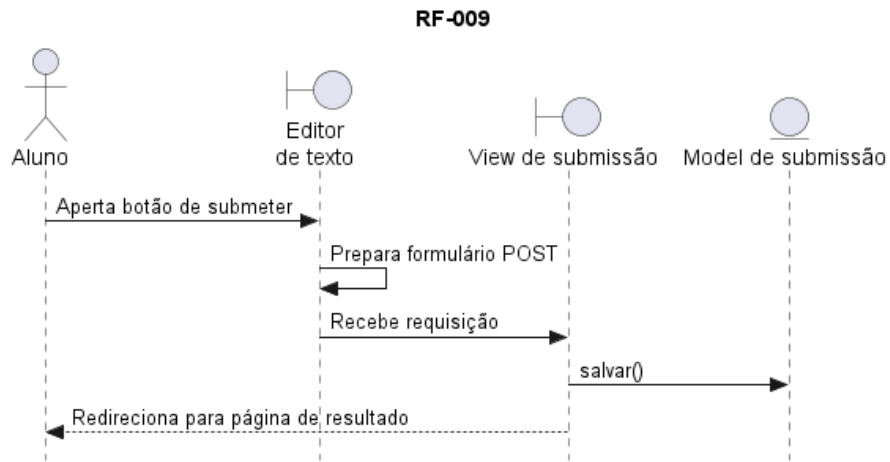 RF-009
Aluno
Editor
de texto
View de submissão
Model de submissão
Aperta botão de submeter
Prepara formulário POST
Recebe requisição
salvar()
Redireciona para página de resultado